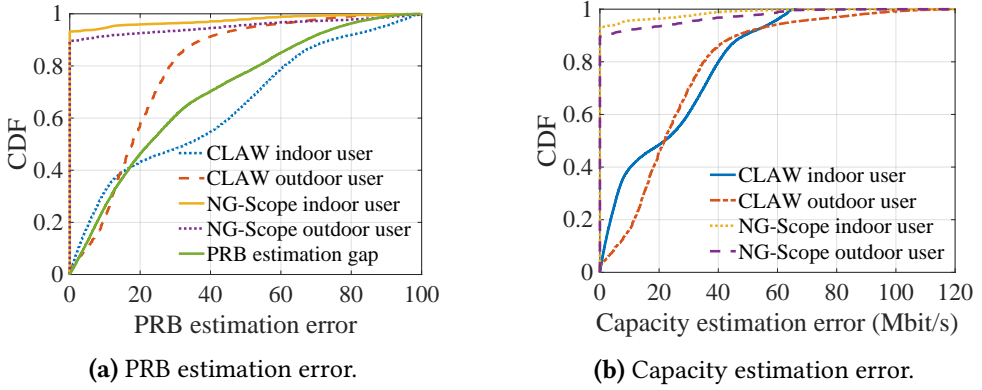 1
0.8
0.6
0.4
0.2
0
CDF
0 20 40 60 80 100
PRB estimation error
CLAW indoor user
CLAW outdoor user
NG-Scope indoor user
NG-Scope outdoor user
PRB estimation gap
(a) PRB estimation error.
1
0.8
0.6
0.4
0.2
0
CDF
0 20 40 60 80 100 120
Capacity estimation error (Mbit/s)
CLAW indoor user
CLAW outdoor user
NG-Scope indoor user
NG-Scope outdoor user
(b) Capacity estimation error.